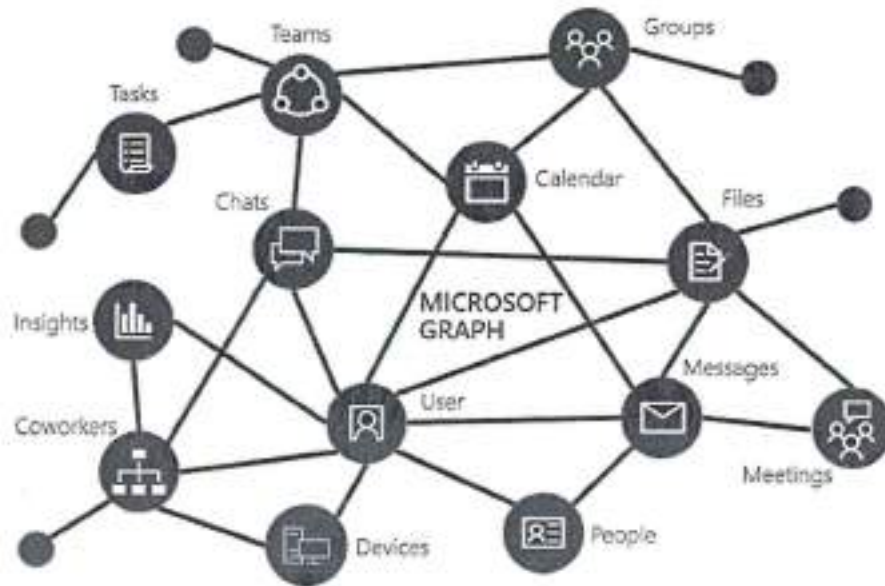 Teams
Groups
Tasks
Calendar
Chats
Files
MICROSOFT
GRAPH
Insights
Messages
User
Coworkers
Meetings
Devices
People